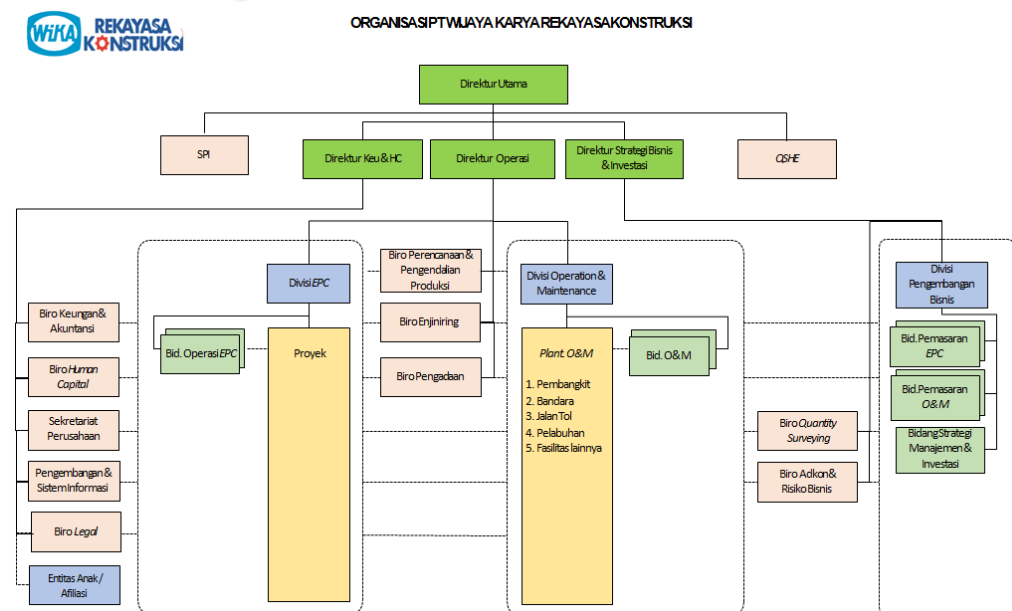 WIKA REKAYASA
KONSTRUKSI
ORGANISASI PT WIJAYA KARYA REKAYASA KONSTRUKSI
Direktur Utama
SPI
Direktur Keu & HC
Direktur Operasi
Direktur Strategi Bisnis
& Investasi
QSHE
Biro Perencanaan &
Pengendalian
Produksi
Divisi EPC
Divisi Operation &
Maintenance
Divisi
Pengembangan
Bisnis
Biro Keungan &
Akuntansi
Biro Enjiniring
Bid. Operasi EPC
Proyek
Plant. O&M
1. Pembangkit
2. Bandara
3. Jalan Tol
4. Pelabuhan
5. Fasilitas lainnya
Bid. O & M
Bid. Pemasaran
EPC
Biro Human
Capital
Biro Pengadaan
Bid. Pemasaran
O&M
Sekretariat
Perusahaan
Biro Quantity
Surveying
Bidang Strategi
Manajemen &
Investasi
Pengembangan &
Sistem Informasi
Biro Adkon &
Risiko Bisnis
Biro Legal
Entitas Anak /
Afiliasi